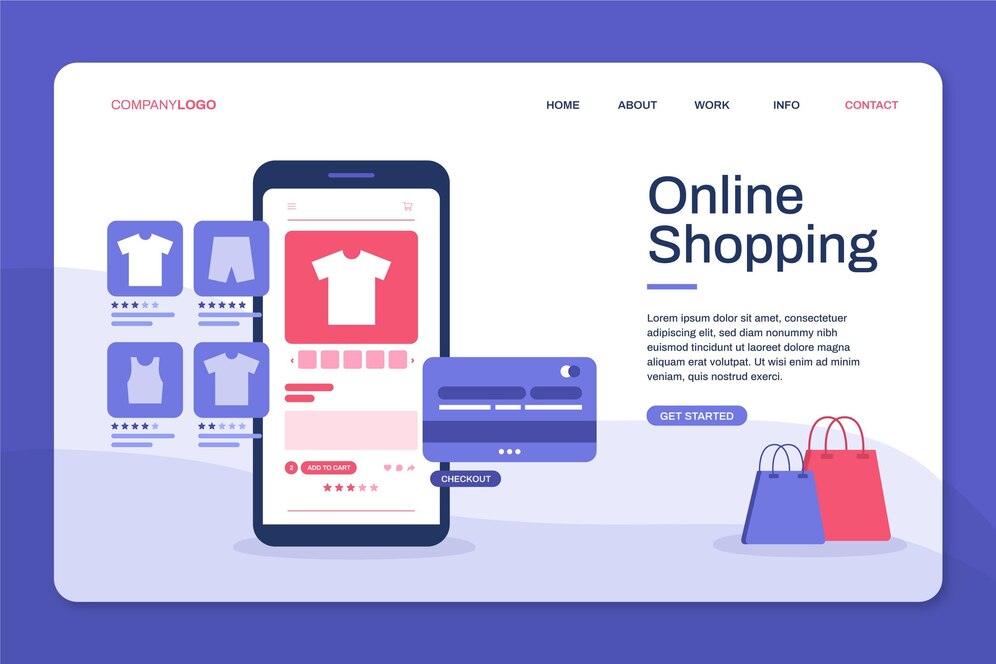 COMPANYLOGO
HOME ABOUT WORK INFO CONTACT
Online
Shopping
Lorem ipsum dolor sit amet, consectetuer
adipiscing elit, sed diam nonummy nibh
euismod tincidunt ut laoreet dolore magna
aliquam erat volutpat. Ut wisi enim ad minim
veniam, quis nostrud exerci.
GET STARTED
2 ADD TO CART
CHECKOUT